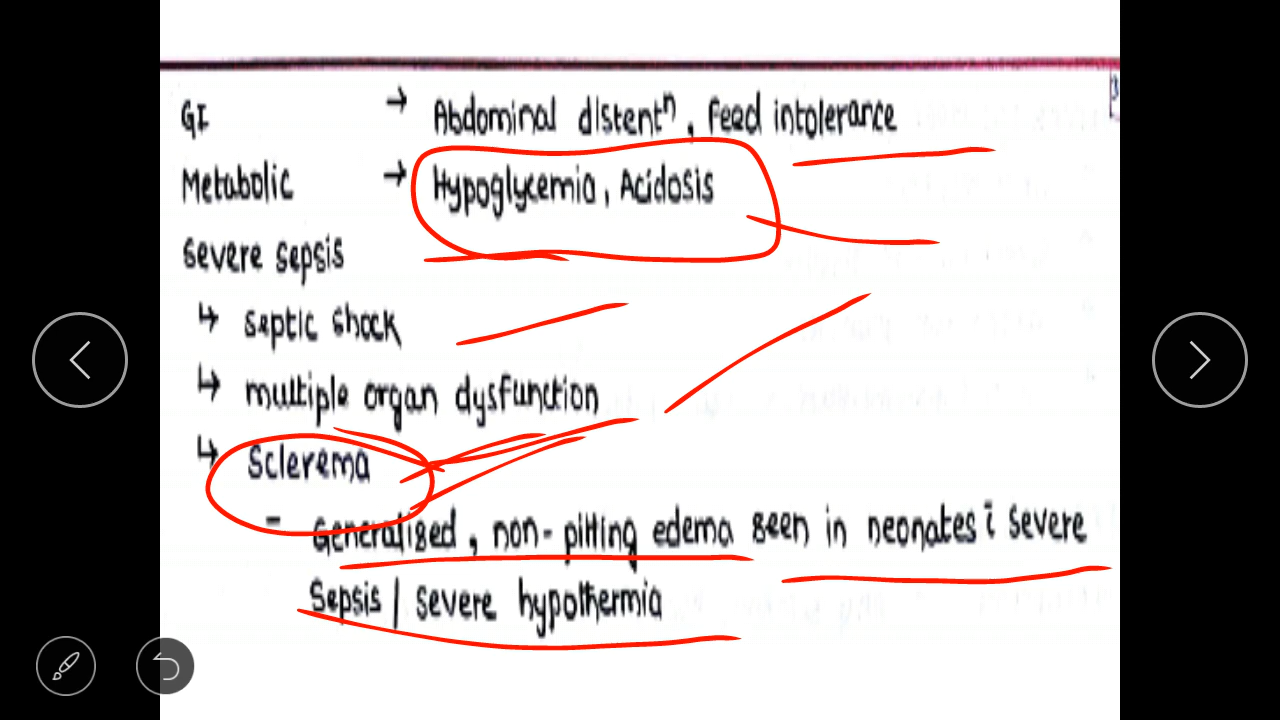 GI → Abdominal distentⁿ, Feed intolerance
Metabolic → Hypoglycemia, Acidosis
Severe sepsis
↳ Septic shock
↳ multiple organ dysfunction
↳ Sclerema
- Generalised, non-pitting edema seen in neonates ī severe
Sepsis / severe hypothermia